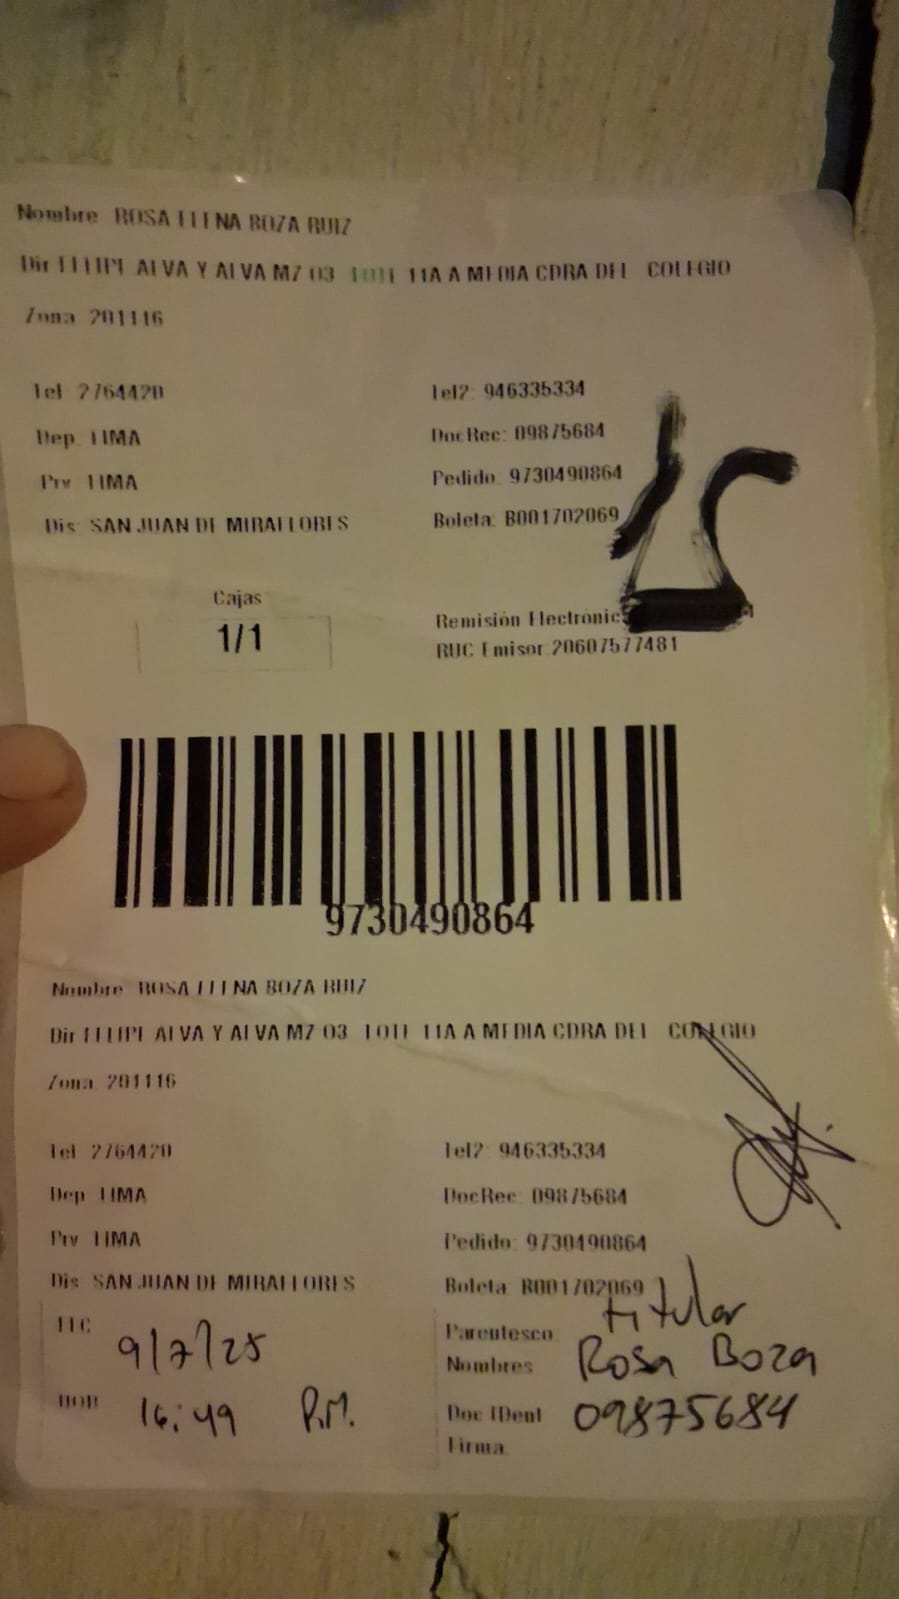 Nombre ROSA ELENA BOZA RUIZ
Dir FELIPE ALVA Y ALVA MZ 03 LOTE 11A A MEDIA CDRA DEL COLEGIO
Zona 201116
Tel 2764420 Tel2: 946335334
Dep. LIMA DocRec: 09875684
Prv LIMA Pedido: 9730490864
Dis: SAN JUAN DE MIRAFLORES Boleta: B001702069
Cajas
1/1
Remisión Electrónic
RUC Emisor:20607577481
9730490864
Nombre ROSA ELENA BOZA RUIZ
Dir FELIPE ALVA Y ALVA MZ 03 LOTE 11A A MEDIA CDRA DEL COLEGIO
Zona 201116
Tel 2764420 Tel2: 946335334
Dep LIMA DocRec: 09875684
Prv LIMA Pedido: 9730490864
Dis SAN JUAN DE MIRAFLORES Boleta: B001702069
titular
Parentesco
9/7/25
Nombres Rosa Boza
HOR 16:49 P.M.
Doc IDent 09875684
Firma